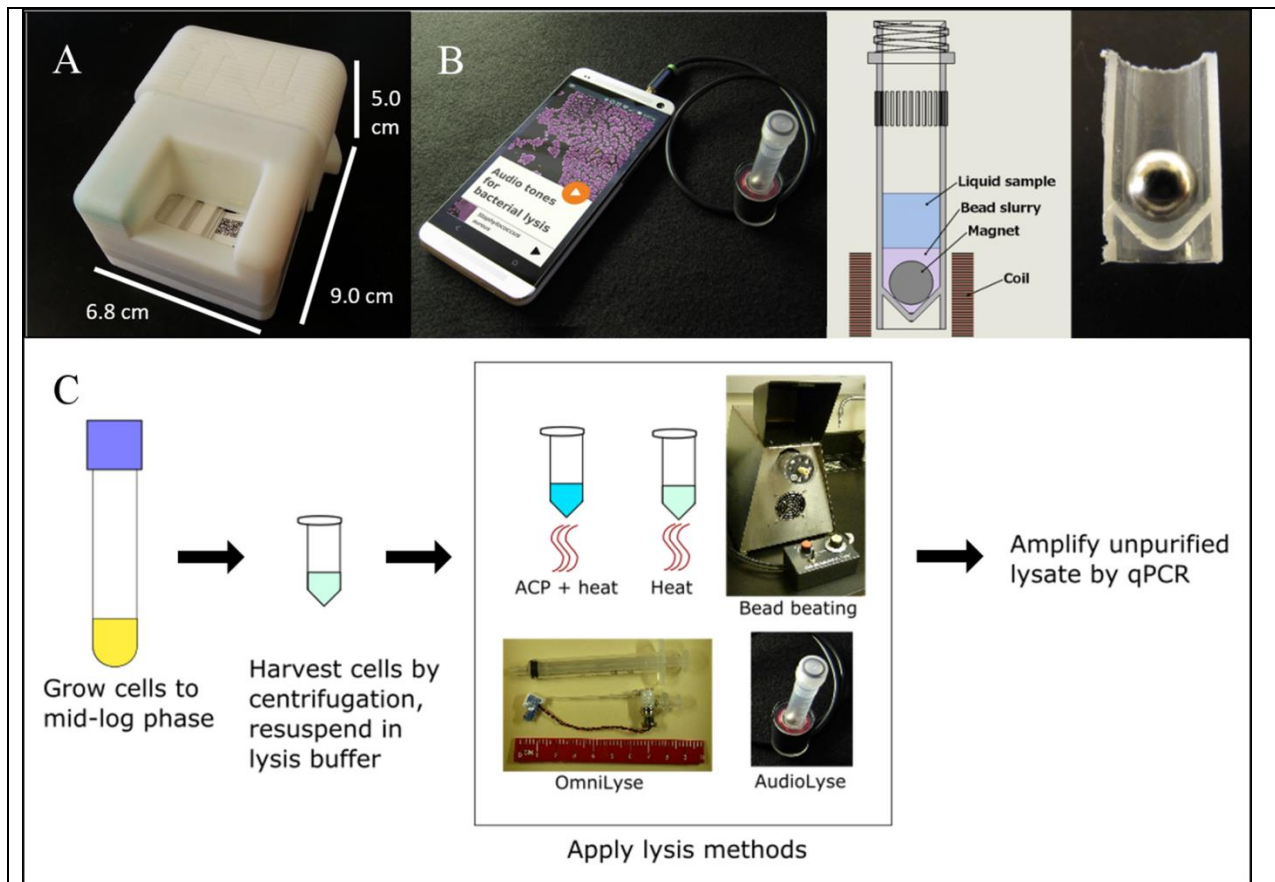 A
5.0
cm
9.0 cm
6.8 cm
B
Audio tones
for
bacterial lysis
Staphylococcus
aureus
Liquid sample
Bead slurry
Magnet
Coil
C
Grow cells to
mid-log phase
Harvest cells by
centrifugation,
resuspend in
lysis buffer
ACP + heat
Heat
Bead beating
OmniLyse
AudioLyse
Apply lysis methods
Amplify unpurified
lysate by qPCR